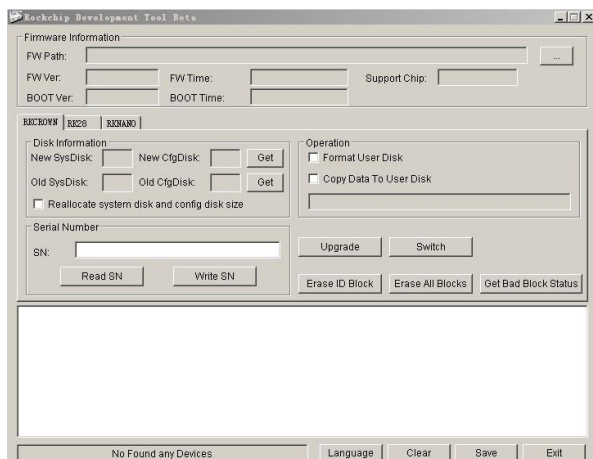 Rockchip Development Tool Beta
Firmware Information
FW Path:
...
FW Ver: FW Time: Support Chip:
BOOT Ver: BOOT Time:
RKCROWN RK28 RKNANO
Disk Information
New SysDisk: New CfgDisk: Get
Old SysDisk: Old CfgDisk: Get
Reallocate system disk and config disk size
Operation
Format User Disk
Copy Data To User Disk
Serial Number
SN:
Read SN Write SN
Upgrade Switch
Erase ID Block Erase All Blocks Get Bad Block Status
No Found any Devices Language Clear Save Exit